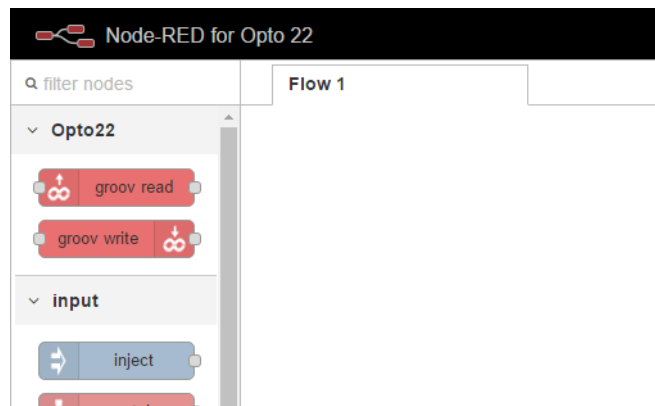 Node-RED for Opto 22
filter nodes
Flow 1
Opto22
groov read
groov write
input
inject